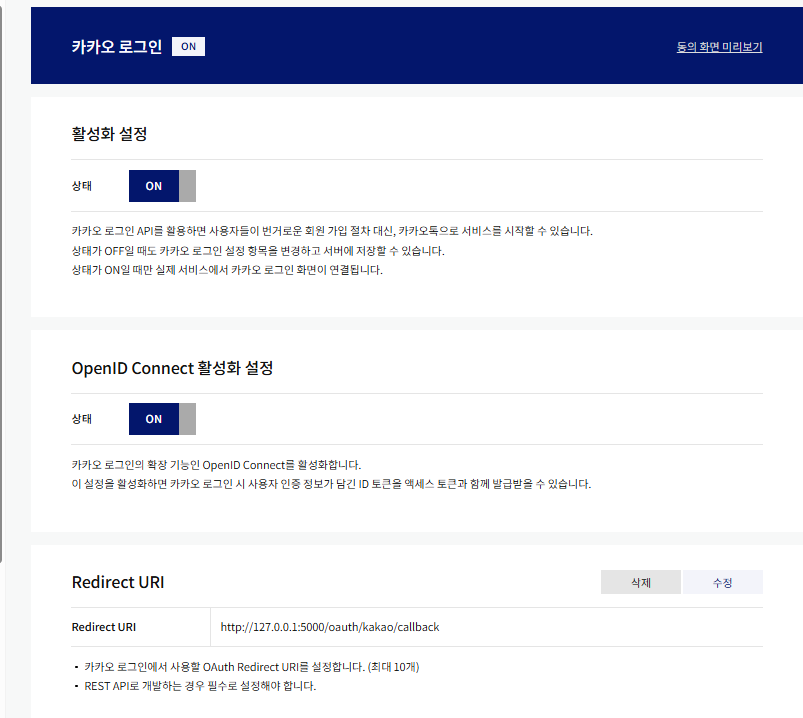 카카오 로그인 ON 동의 화면 미리보기
활성화 설정
상태 ON
카카오 로그인 API를 활용하면 사용자들이 번거로운 회원 가입 절차 대신, 카카오톡으로 서비스를 시작할 수 있습니다.
상태가 OFF일 때도 카카오 로그인 설정 항목을 변경하고 서버에 저장할 수 있습니다.
상태가 ON일 때만 실제 서비스에서 카카오 로그인 화면이 연결됩니다.
OpenID Connect 활성화 설정
상태 ON
카카오 로그인의 확장 기능인 OpenID Connect를 활성화합니다.
이 설정을 활성화하면 카카오 로그인 시 사용자 인증 정보가 담긴 ID 토큰을 액세스 토큰과 함께 발급받을 수 있습니다.
Redirect URI 삭제 수정
Redirect URI http://127.0.0.1:5000/oauth/kakao/callback
• 카카오 로그인에서 사용할 OAuth Redirect URI를 설정합니다. (최대 10개)
• REST API로 개발하는 경우 필수로 설정해야 합니다.